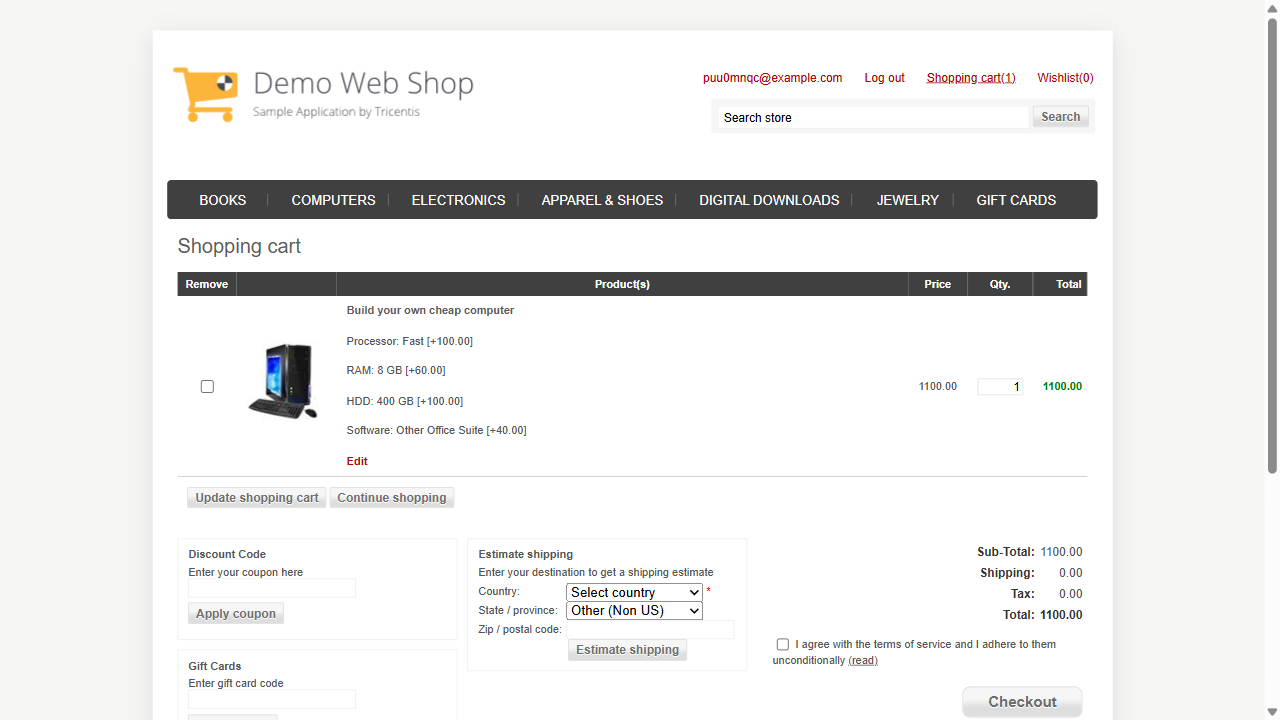 Demo Web Shop
Sample Application by Tricentis
puu0mnqc@example.com Log out Shopping cart(1) Wishlist(0)
Search store Search
BOOKS COMPUTERS ELECTRONICS APPAREL & SHOES DIGITAL DOWNLOADS JEWELRY GIFT CARDS
Shopping cart
Remove Product(s) Price Qty. Total
Build your own cheap computer
Processor: Fast [+100.00]
RAM: 8 GB [+60.00]
1100.00 1 1100.00
HDD: 400 GB [+100.00]
Software: Other Office Suite [+40.00]
Edit
Update shopping cart Continue shopping
Discount Code
Enter your coupon here
Apply coupon
Gift Cards
Enter gift card code
Estimate shipping
Enter your destination to get a shipping estimate
Country: Select country *
State / province: Other (Non US)
Zip / postal code:
Estimate shipping
Sub-Total: 1100.00
Shipping: 0.00
Tax: 0.00
Total: 1100.00
I agree with the terms of service and I adhere to them
unconditionally (read)
Checkout